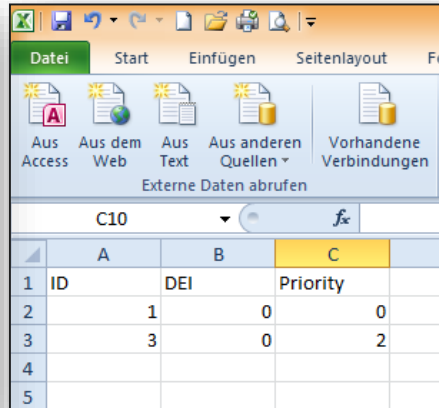 Datei Start Einfügen Seitenlayout
Aus Access Aus dem Web Aus Text Aus anderen Quellen Vorhandene Verbindungen
Externe Daten abrufen
C10 fx
A B C
1 ID DEI Priority
2 1 0 0
3 3 0 2
4
5